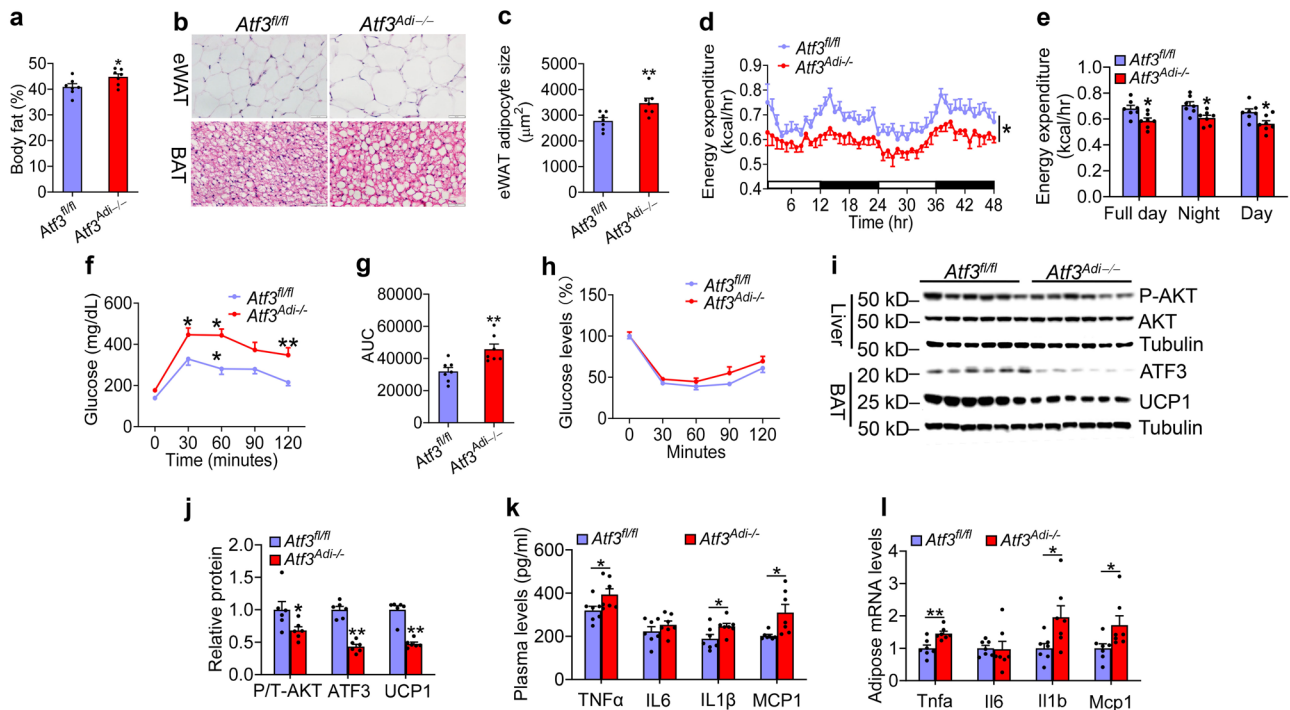 a
Body fat (%)
50
40
30
20
10
0
*
Atf3fl/fl
Atf3Adi−/−
b
Atf3fl/fl
Atf3Adi−/−
eWAT
BAT
c
eWAT adipocyte size
(μm-2)
5000
4000
3000
2000
1000
0
**
Atf3fl/fl
Atf3Adi−/−
d
Atf3fl/fl
Atf3Adi-/-
Energy expenditure
(kcal/hr)
0.9
0.8
0.7
0.6
0.5
0.4
*
6 12 14 24 30 36 42 48
Time (hr)
e
Atf3fl/fl
Atf3Adi-/-
Energy expenditure
(kcal/hr)
1.0
0.8
0.6
0.4
0.2
0.0
* * *
Full day Night Day
f
Atf3fl/fl
Atf3Adi-/-
Glucose (mg/dL)
600
400
200
0
* * **
*
0 30 60 90 120
Time (minutes)
g
AUC
80000
60000
40000
20000
0
**
Atf3fl/fl
Atf3Adi−/−
h
Atf3fl/fl
Atf3Adi-/-
Glucose levels (%)
150
100
50
0
0 30 60 90 120
Minutes
i
Atf3fl/fl
Atf3Adi−/−
Liver
BAT
50 kD P-AKT
50 kD AKT
50 kD Tubulin
20 kD ATF3
25 kD UCP1
50 kD Tubulin
j
Atf3fl/fl
Atf3Adi-/-
Relative protein
2.0
1.5
1.0
0.5
0.0
* ** **
P/T-AKT ATF3 UCP1
k
Atf3fl/fl Atf3Adi-/-
Plasma levels (pg/ml)
600
400
200
0
* * *
TNFα IL6 IL1β MCP1
l
Atf3fl/fl Atf3Adi-/-
Adipose mRNA levels
4
3
2
1
0
** * *
Tnfa Il6 Il1b Mcp1